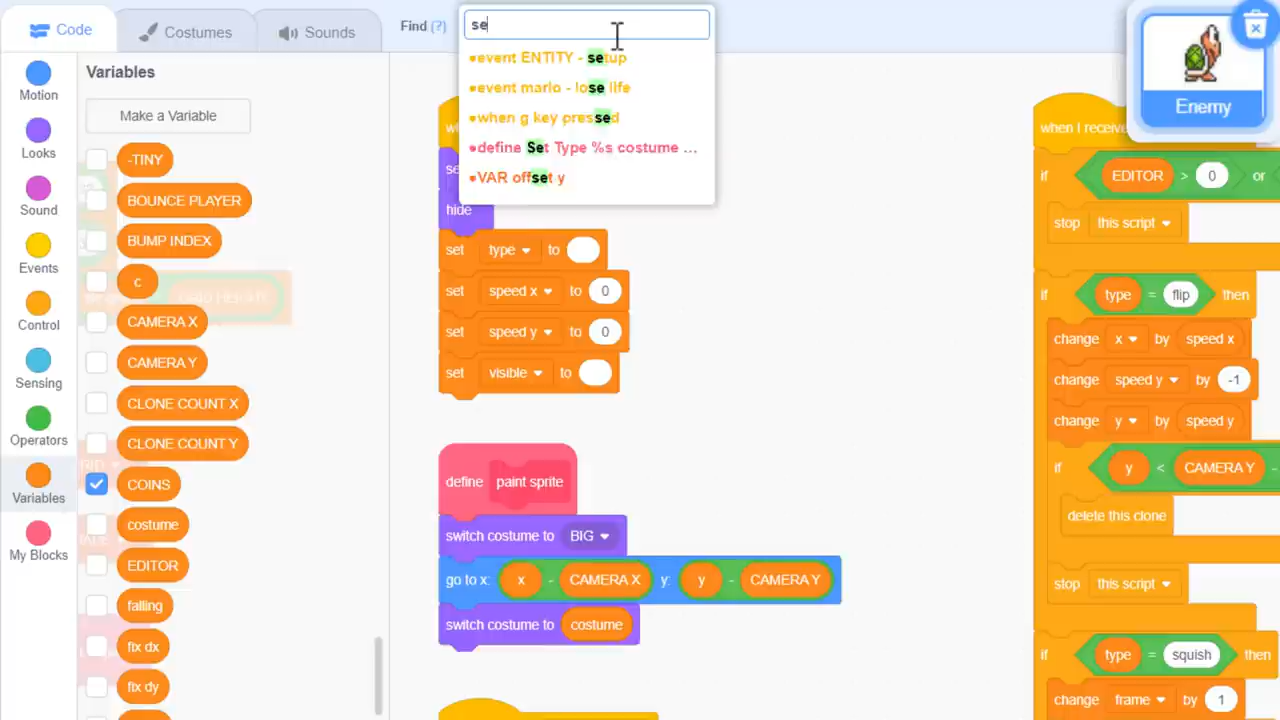 Code
Costumes
Sounds
Find (?)
se
event ENTITY - setup
event mario - lose life
when g key pressed
define Set Type %s costume ...
VAR offset y
Enemy
Motion
Looks
Sound
Events
Control
Sensing
Operators
Variables
My Blocks
Variables
Make a Variable
-TINY
BOUNCE PLAYER
BUMP INDEX
c
CAMERA X
CAMERA Y
CLONE COUNT X
CLONE COUNT Y
COINS
costume
EDITOR
falling
fix dx
fix dy
hide
set type to
set speed x to 0
set speed y to 0
set visible to
define paint sprite
switch costume to BIG
go to x: x - CAMERA X y: y - CAMERA Y
switch costume to costume
when I receive
if EDITOR > 0 or
stop this script
if type = flip then
change x by speed x
change speed y by -1
change y by speed y
if y < CAMERA Y -
delete this clone
stop this script
if type = squish then
change frame by 1